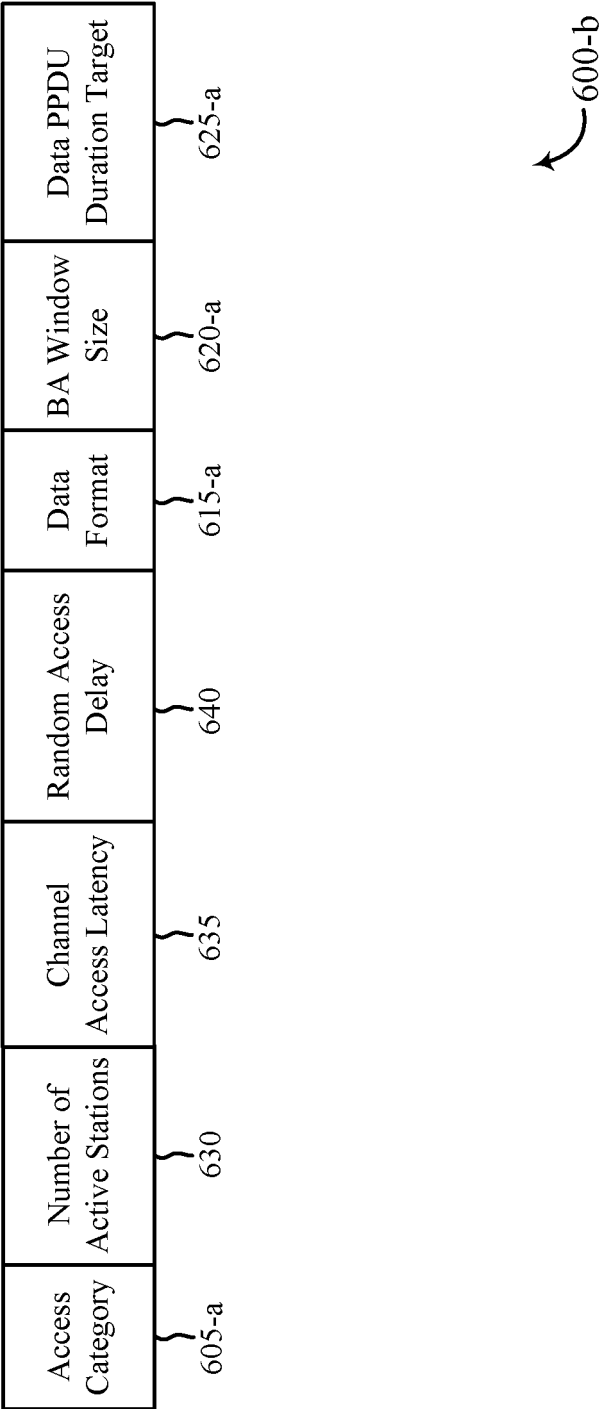 Access
Category
Number of
Active Stations
Channel
Access Latency
Random Access
Delay
Data
Format
BA Window
Size
Data PPDU
Duration Target
605-a
630
635
640
615-a
620-a
625-a
600-b